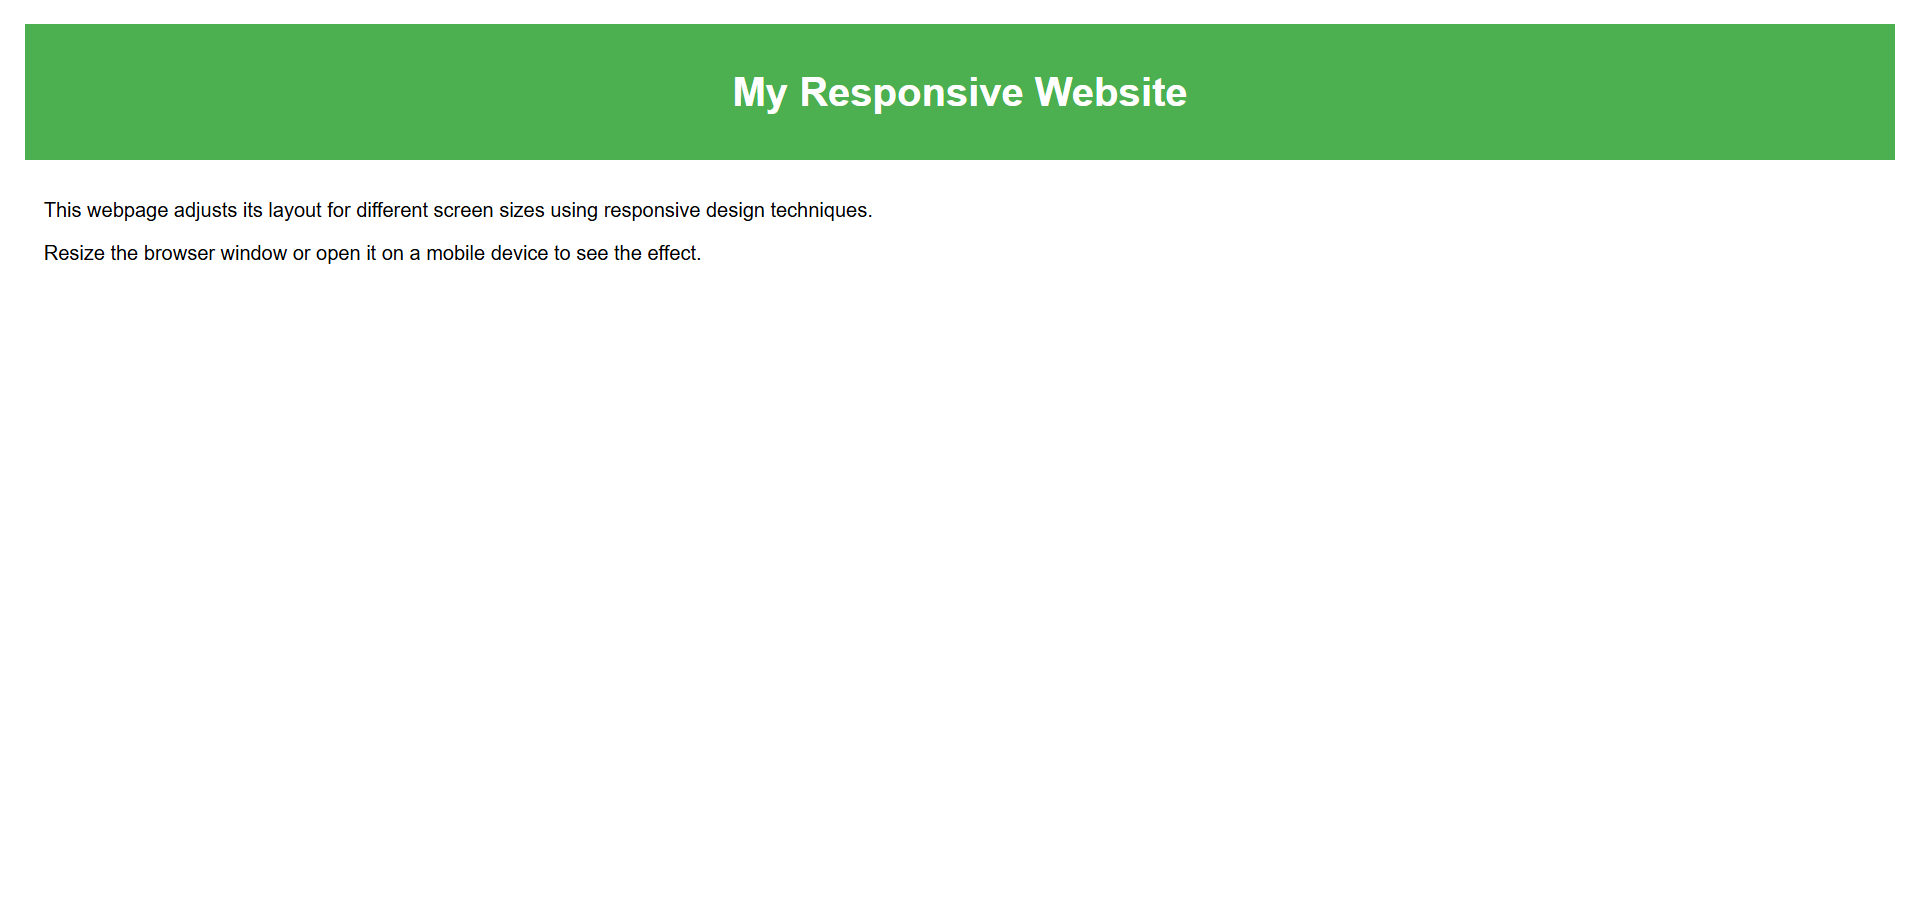 My Responsive Website
This webpage adjusts its layout for different screen sizes using responsive design techniques.
Resize the browser window or open it on a mobile device to see the effect.